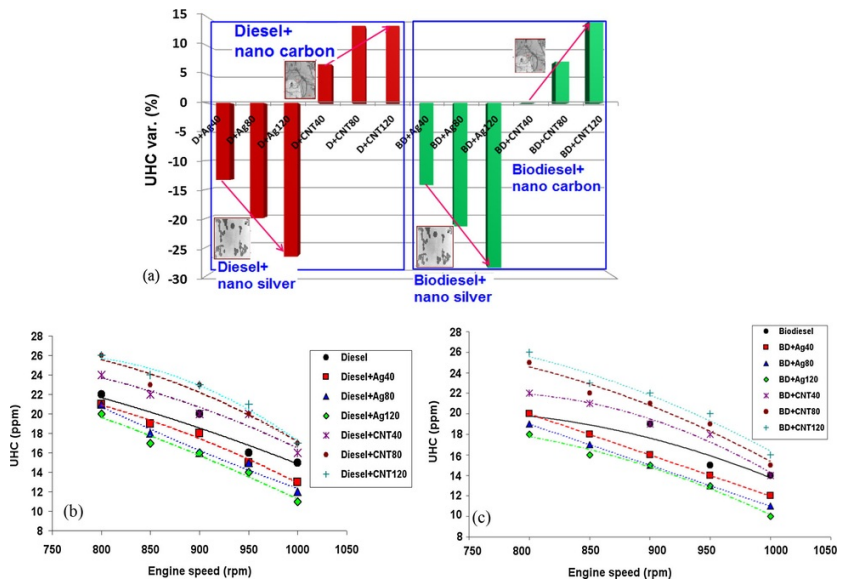 15
10
5
0
-5
-10
-15
-20
-25
-30
UHC var. (%)
Diesel+
nano carbon
D+Ag40
D+Ag80
D+Ag120
D+CNT40
D+CNT80
D+CNT120
BD+Ag40
BD+Ag80
BD+Ag120
BD+CNT40
BD+CNT80
BD+CNT120
Biodiesel+
nano carbon
Diesel+
nano silver
Biodiesel+
nano silver
(a)
28
26
24
22
20
18
16
14
12
10
8
UHC (ppm)
750
800
850
900
950
1000
1050
Engine speed (rpm)
(b)
Diesel
Diesel+Ag40
Diesel+Ag80
Diesel+Ag120
Diesel+CNT40
Diesel+CNT80
Diesel+CNT120
28
26
24
22
20
18
16
14
12
10
8
UHC (ppm)
750
800
850
900
950
1000
1050
Engine speed (rpm)
(c)
Biodiesel
BD+Ag40
BD+Ag80
BD+Ag120
BD+CNT40
BD+CNT80
BD+CNT120